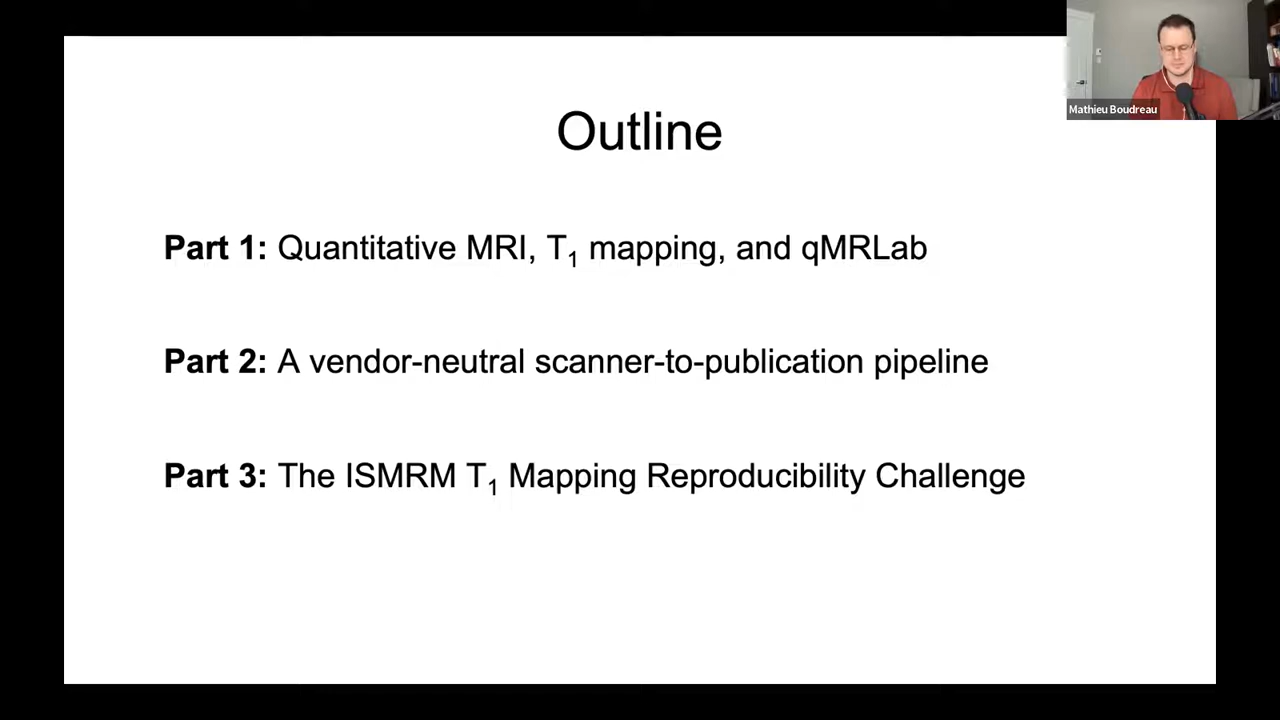 Outline
Part 1: Quantitative MRI, T1 mapping, and qMRLab
Part 2: A vendor-neutral scanner-to-publication pipeline
Part 3: The ISMRM T1 Mapping Reproducibility Challenge
Mathieu Boudreau